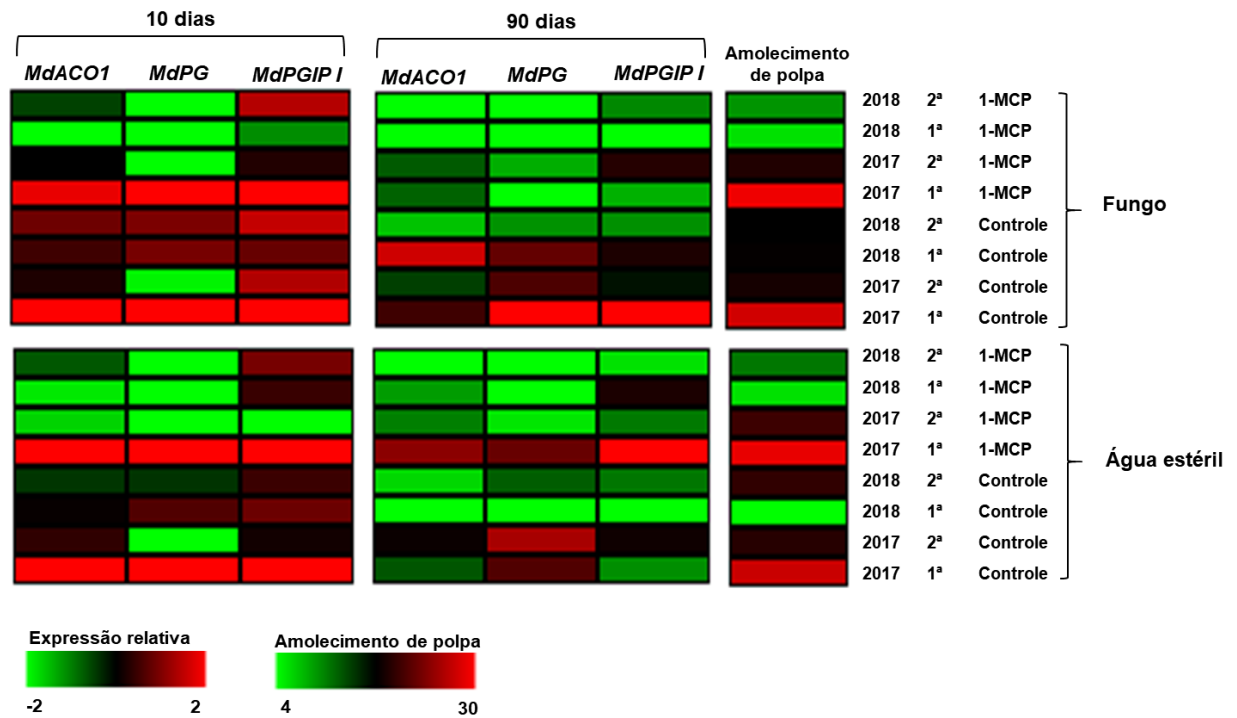 10 dias
90 dias
Amolecimento de polpa
MdACO1 MdPG MdPGIP I
MdACO1 MdPG MdPGIP I
2018 2ª 1-MCP
2018 1ª 1-MCP
2017 2ª 1-MCP
2017 1ª 1-MCP
2018 2ª Controle
2018 1ª Controle
2017 2ª Controle
2017 1ª Controle
Fungo
2018 2ª 1-MCP
2018 1ª 1-MCP
2017 2ª 1-MCP
2017 1ª 1-MCP
2018 2ª Controle
2018 1ª Controle
2017 2ª Controle
2017 1ª Controle
Água estéril
Expressão relativa
-2 2
Amolecimento de polpa
4 30